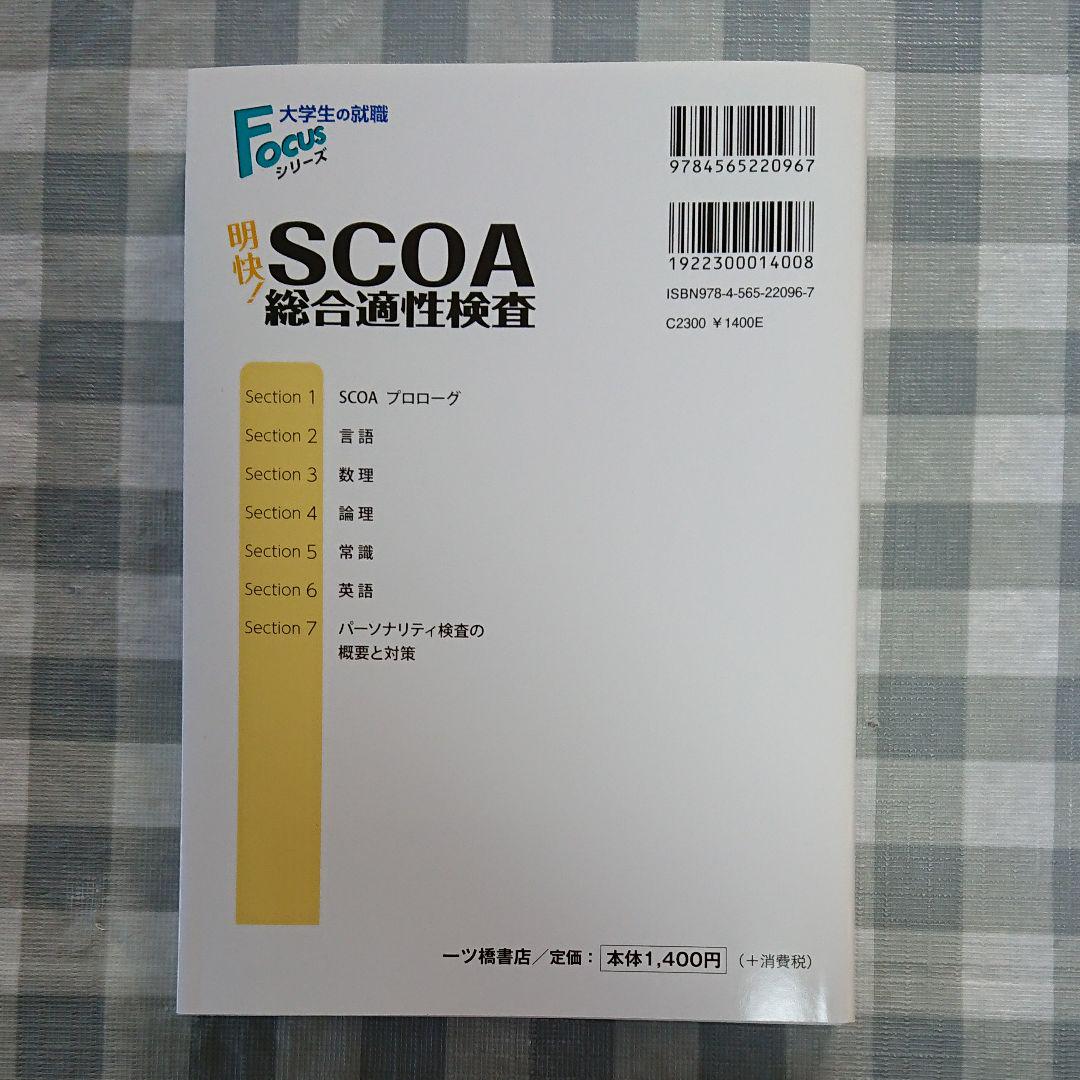 大学生の就職
Focus
シリーズ
明快!
SCOA
総合適性検査
9784565220967
1922300014008
ISBN978-4-565-22096-7
C2300 ¥1400E
Section 1 SCOA プロローグ
Section 2 言語
Section 3 数理
Section 4 論理
Section 5 常識
Section 6 英語
Section 7 パーソナリティ検査の
概要と対策
一ツ橋書店/定価: 本体1,400円 (+消費税)